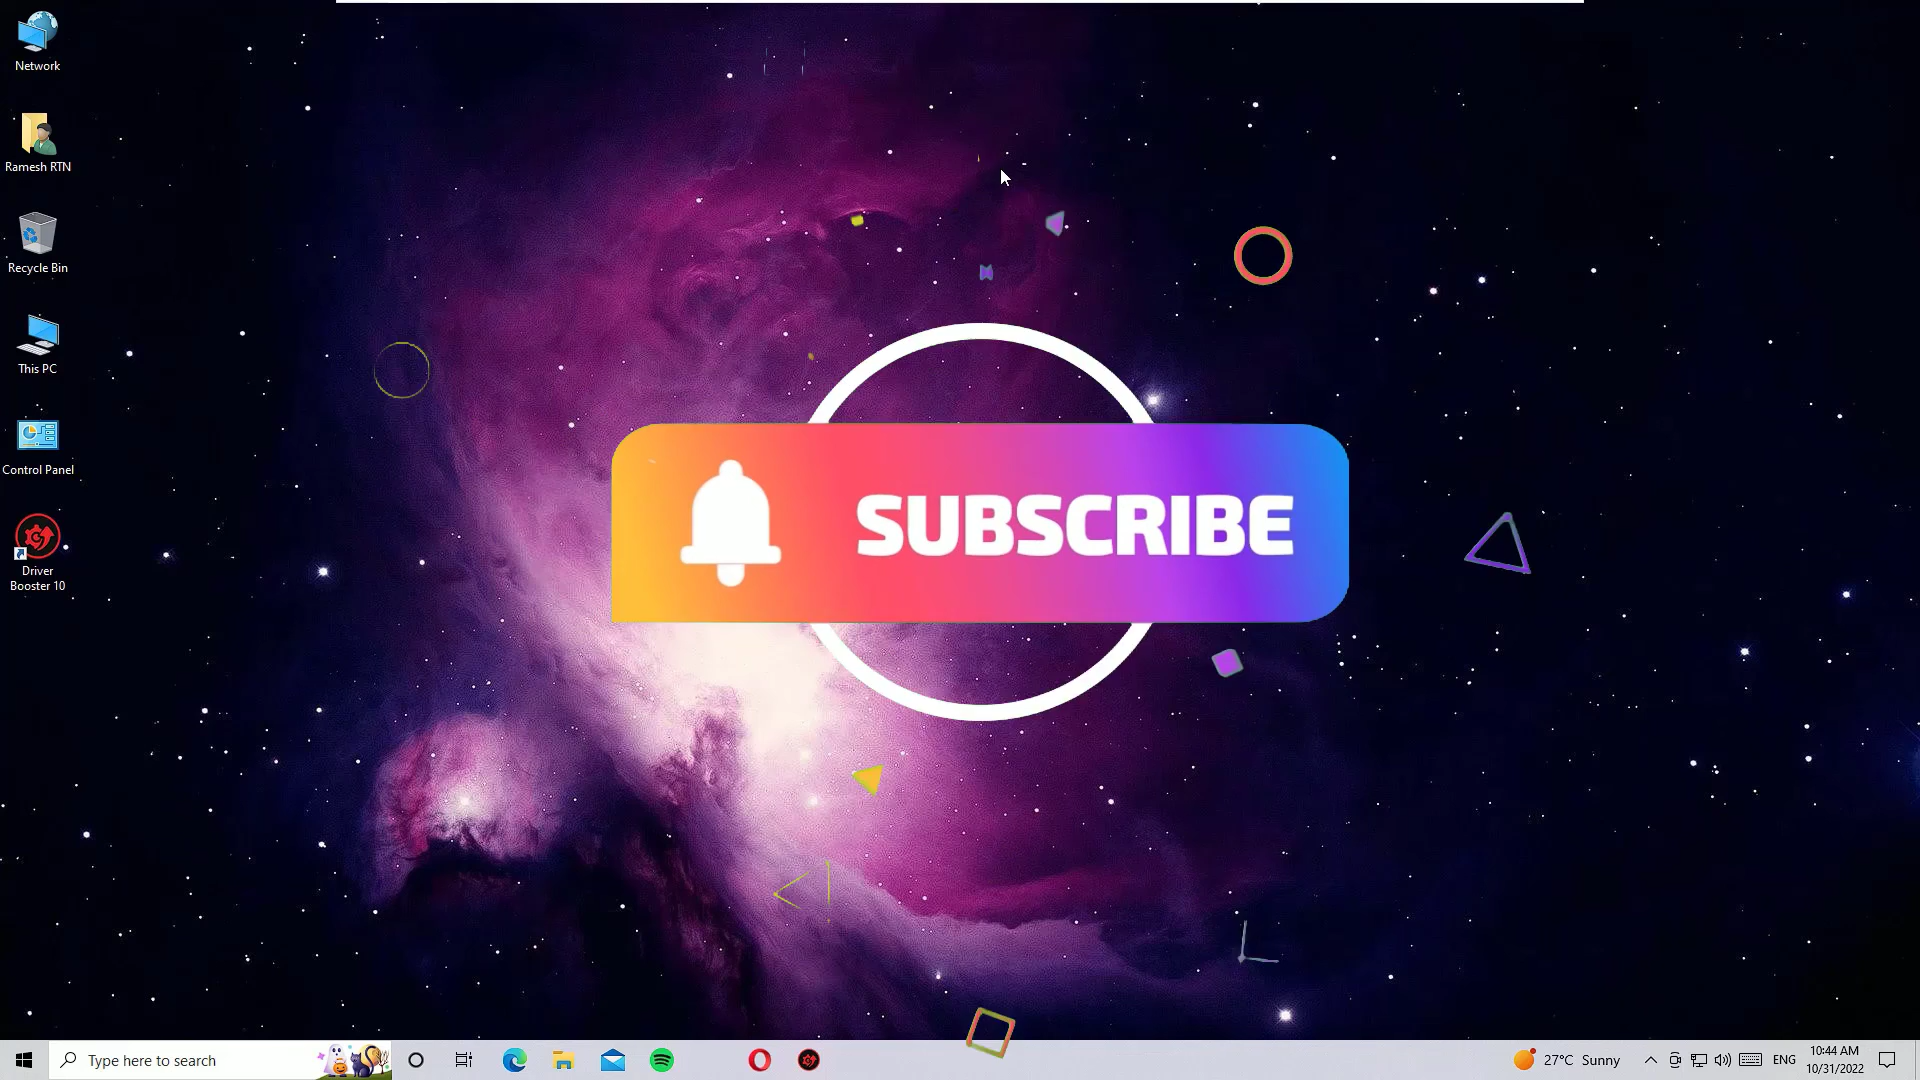 Network
Ramesh RTN
Recycle Bin
This PC
Control Panel
Driver
Booster 10
SUBSCRIBE
Type here to search
27°C Sunny
ENG
10:44 AM
10/31/2022